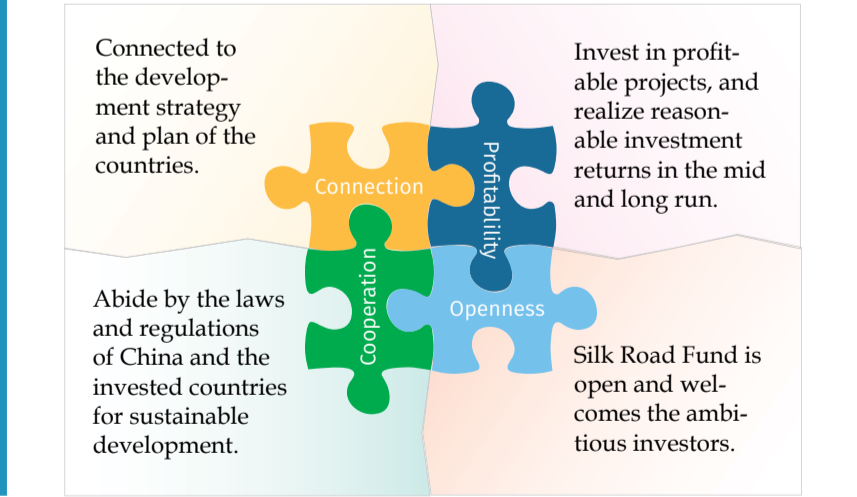 Connected to
the develop-
ment strategy
and plan of the
countries.
Invest in profit-
able projects, and
realize reason-
able investment
returns in the mid
and long run.
Connection
Profitablility
Cooperation
Openness
Abide by the laws
and regulations
of China and the
invested countries
for sustainable
development.
Silk Road Fund is
open and wel-
comes the ambi-
tious investors.